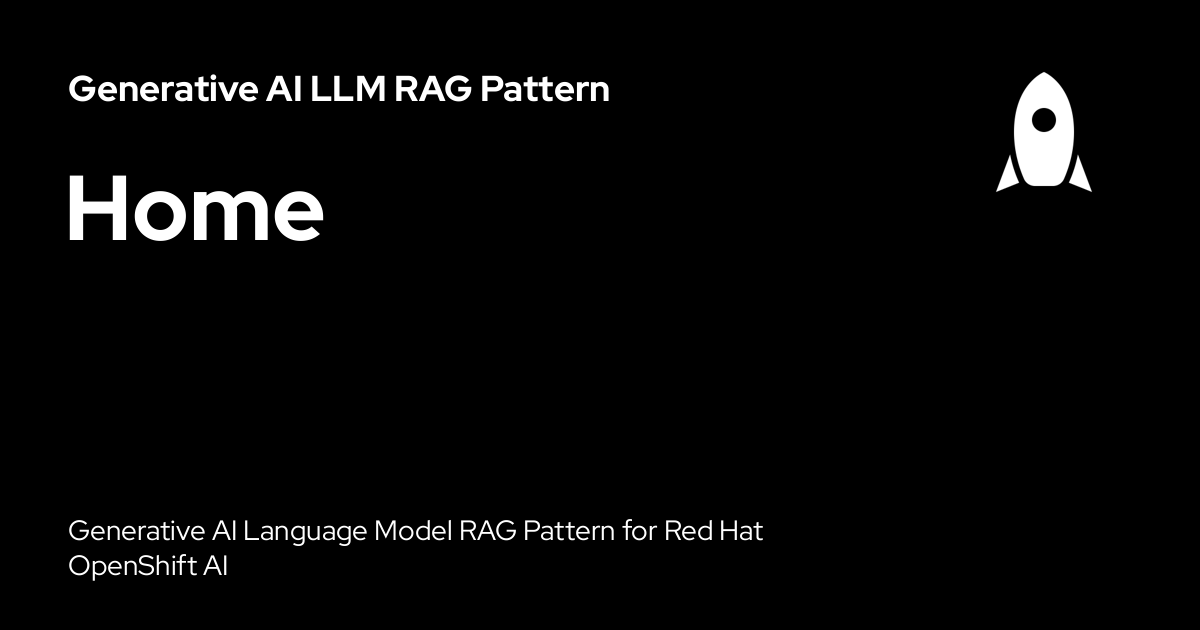 Generative AI LLM RAG Pattern
Home
Generative AI Language Model RAG Pattern for Red Hat
OpenShift AI